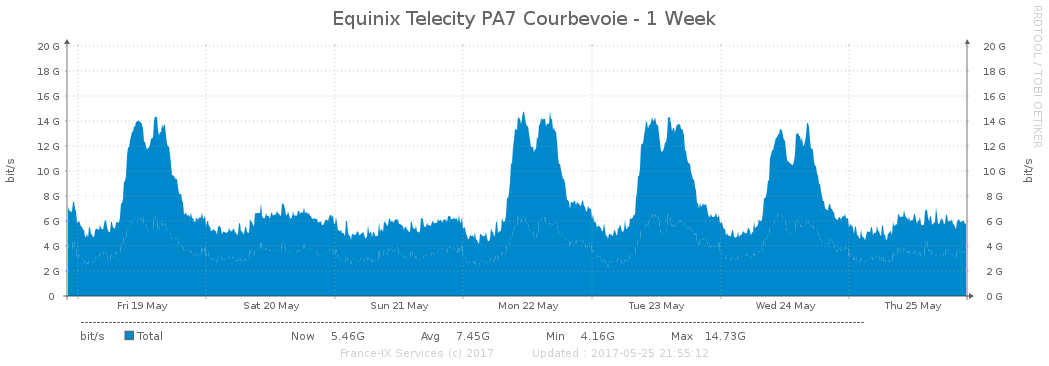 Equinix Telecity PA7 Courbevoie - 1 Week
RRDTOOL / TOBI OETIKER
bit/s
bit/s
20 G 20 G
18 G 18 G
16 G 16 G
14 G 14 G
12 G 12 G
10 G 10 G
8 G 8 G
6 G 6 G
4 G 4 G
2 G 2 G
0 0 G
Fri 19 May Sat 20 May Sun 21 May Mon 22 May Tue 23 May Wed 24 May Thu 25 May
bit/s Total Now 5.46G Avg 7.45G Min 4.16G Max 14.73G
France-IX Services (c) 2017 Updated : 2017-05-25 21:55:12